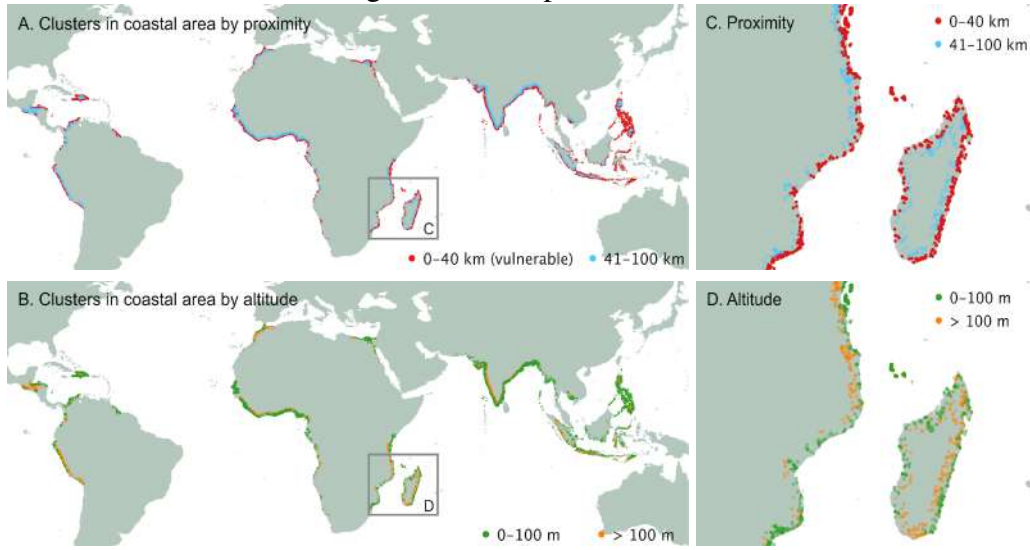 A. Clusters in coastal area by proximity
C. Proximity
0–40 km
41–100 km
C
0–40 km (vulnerable)
41–100 km
B. Clusters in coastal area by altitude
D. Altitude
0–100 m
> 100 m
D
0–100 m
> 100 m